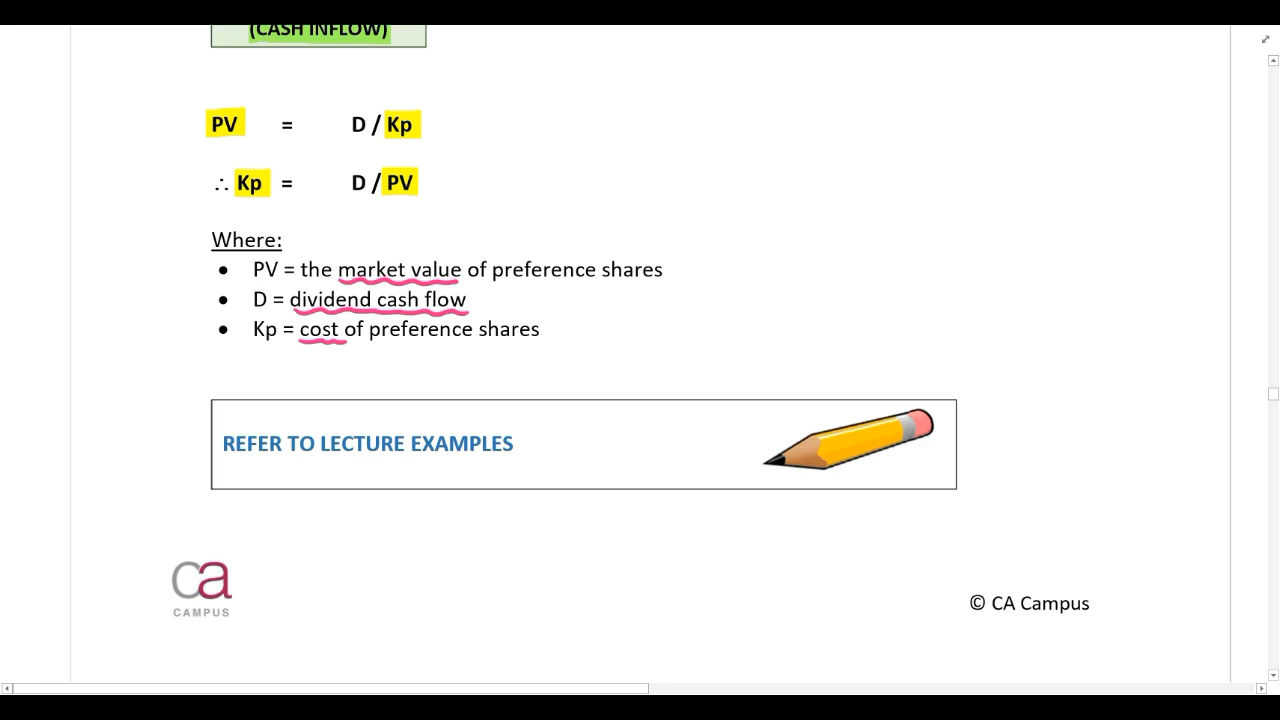 (CASH INFLOW)
PV = D / Kp
∴ Kp = D / PV
Where:
• PV = the market value of preference shares
• D = dividend cash flow
• Kp = cost of preference shares
REFER TO LECTURE EXAMPLES
ca
CAMPUS
© CA Campus